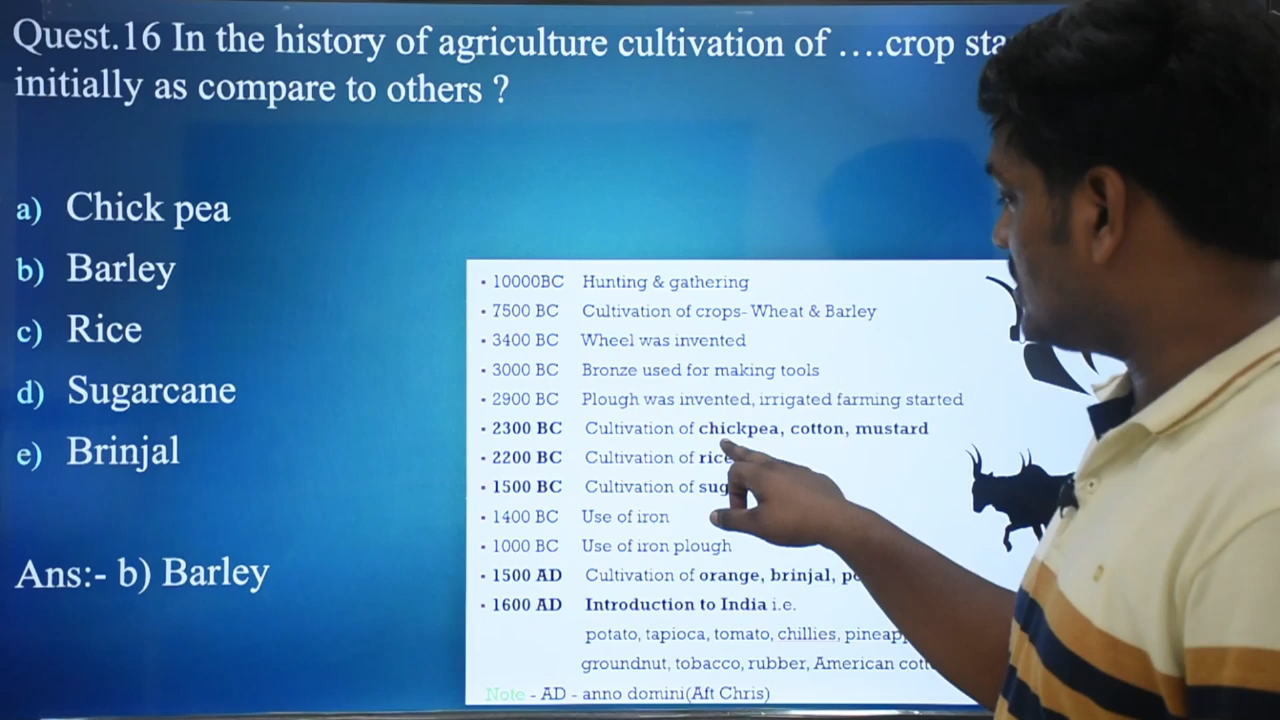 Quest.16 In the history of agriculture cultivation of ….crop
initially as compare to others ?
a) Chick pea
b) Barley
c) Rice
d) Sugarcane
e) Brinjal
Ans:- b) Barley
• 10000BC Hunting & gathering
• 7500 BC Cultivation of crops- Wheat & Barley
• 3400 BC Wheel was invented
• 3000 BC Bronze used for making tools
• 2900 BC Plough was invented, irrigated farming started
• 2300 BC Cultivation of chickpea, cotton, mustard
• 2200 BC Cultivation of rice
• 1500 BC Cultivation of
• 1400 BC Use of iron
• 1000 BC Use of iron plough
• 1500 AD Cultivation of orange, brinjal,
• 1600 AD Introduction to India i.e.
potato, tapioca, tomato, chillies,
groundnut, tobacco, rubber, American
Note - AD - anno domini(Aft Chris)